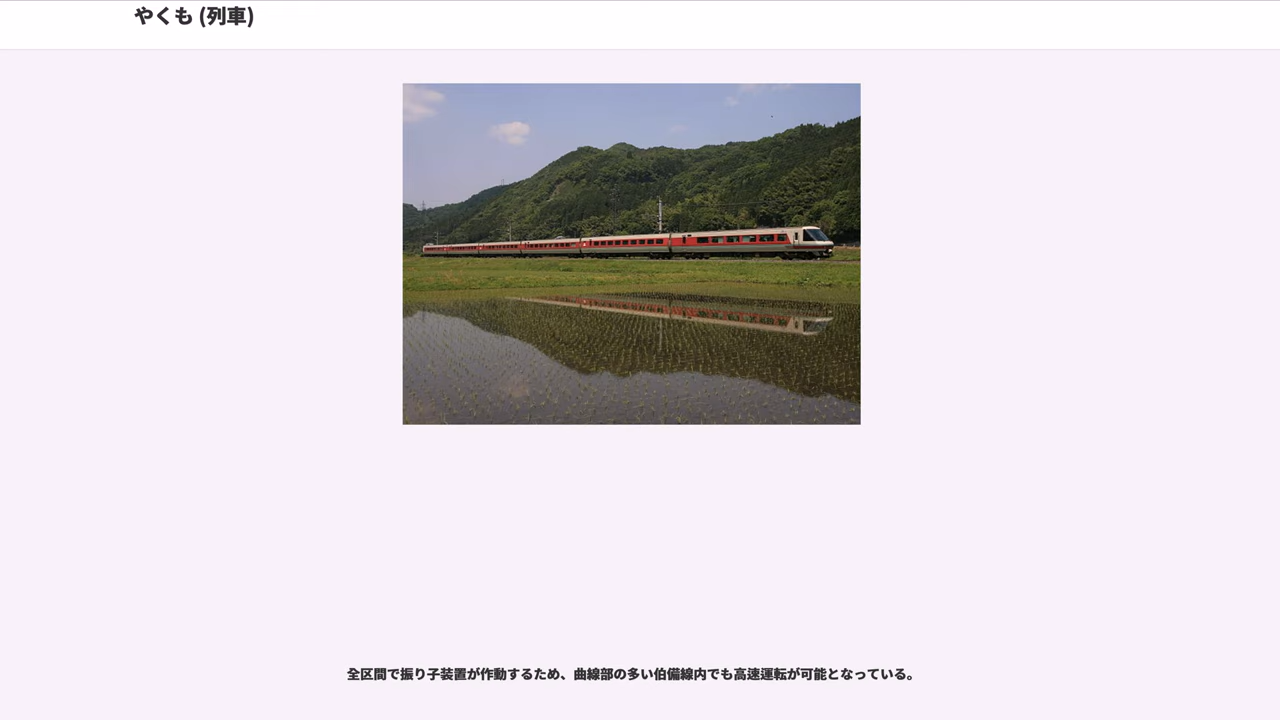 やくも (列車)
全区間で振り子装置が作動するため、曲線部の多い伯備線内でも高速運転が可能となっている。